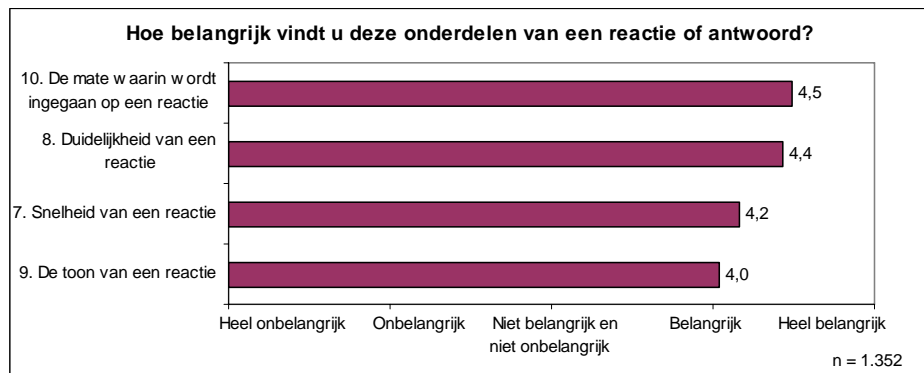 Hoe belangrijk vindt u deze onderdelen van een reactie of antwoord?
10. De mate waarin wordt
ingegaan op een reactie
4,5
8. Duidelijkheid van een
reactie
4,4
7. Snelheid van een reactie
4,2
9. De toon van een reactie
4,0
Heel onbelangrijk
Onbelangrijk
Niet belangrijk en
niet onbelangrijk
Belangrijk
Heel belangrijk
n = 1.352